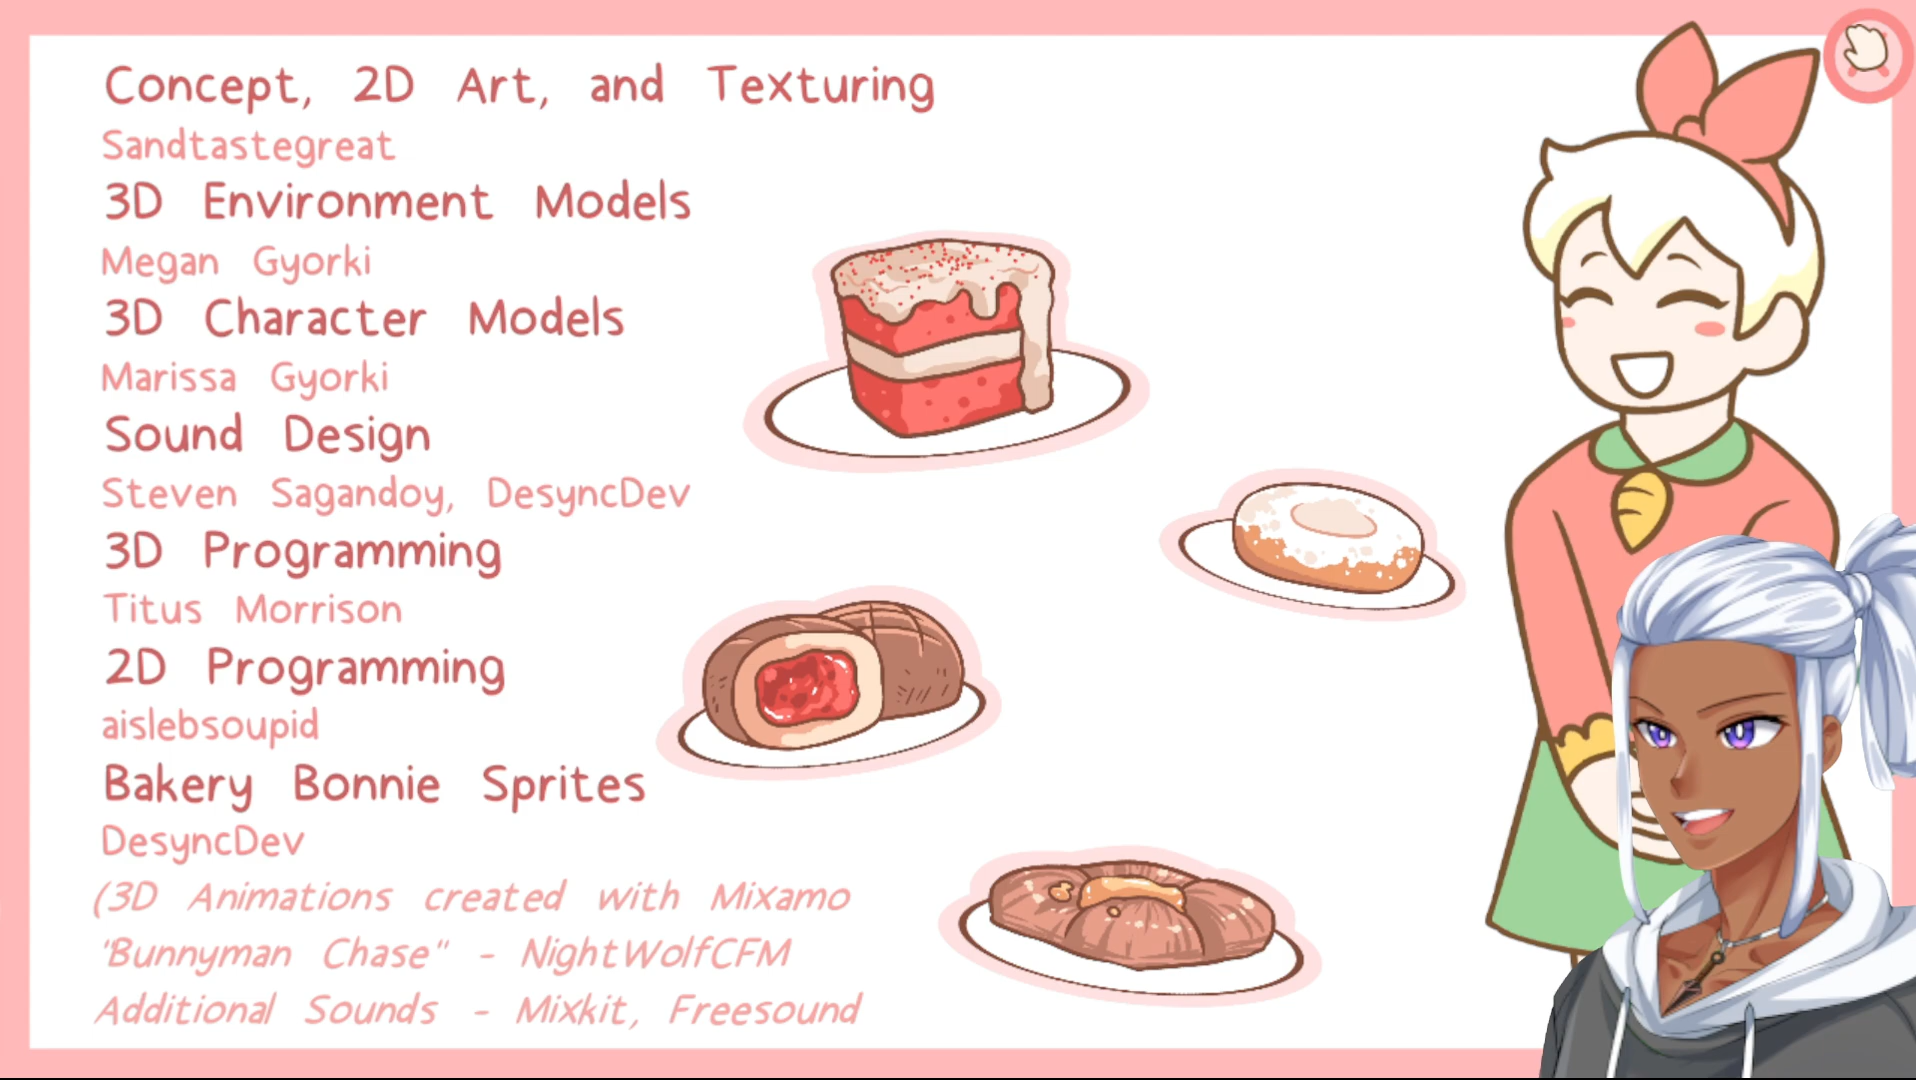 Concept, 2D Art, and Texturing
Sandtastegreat
3D Environment Models
Megan Gyorki
3D Character Models
Marissa Gyorki
Sound Design
Steven Sagandoy, DesyncDev
3D Programming
Titus Morrison
2D Programming
aislebsoupid
Bakery Bonnie Sprites
DesyncDev
(3D Animations created with Mixamo
"Bunnyman Chase" - NightWolfCFM
Additional Sounds - Mixkit, Freesound